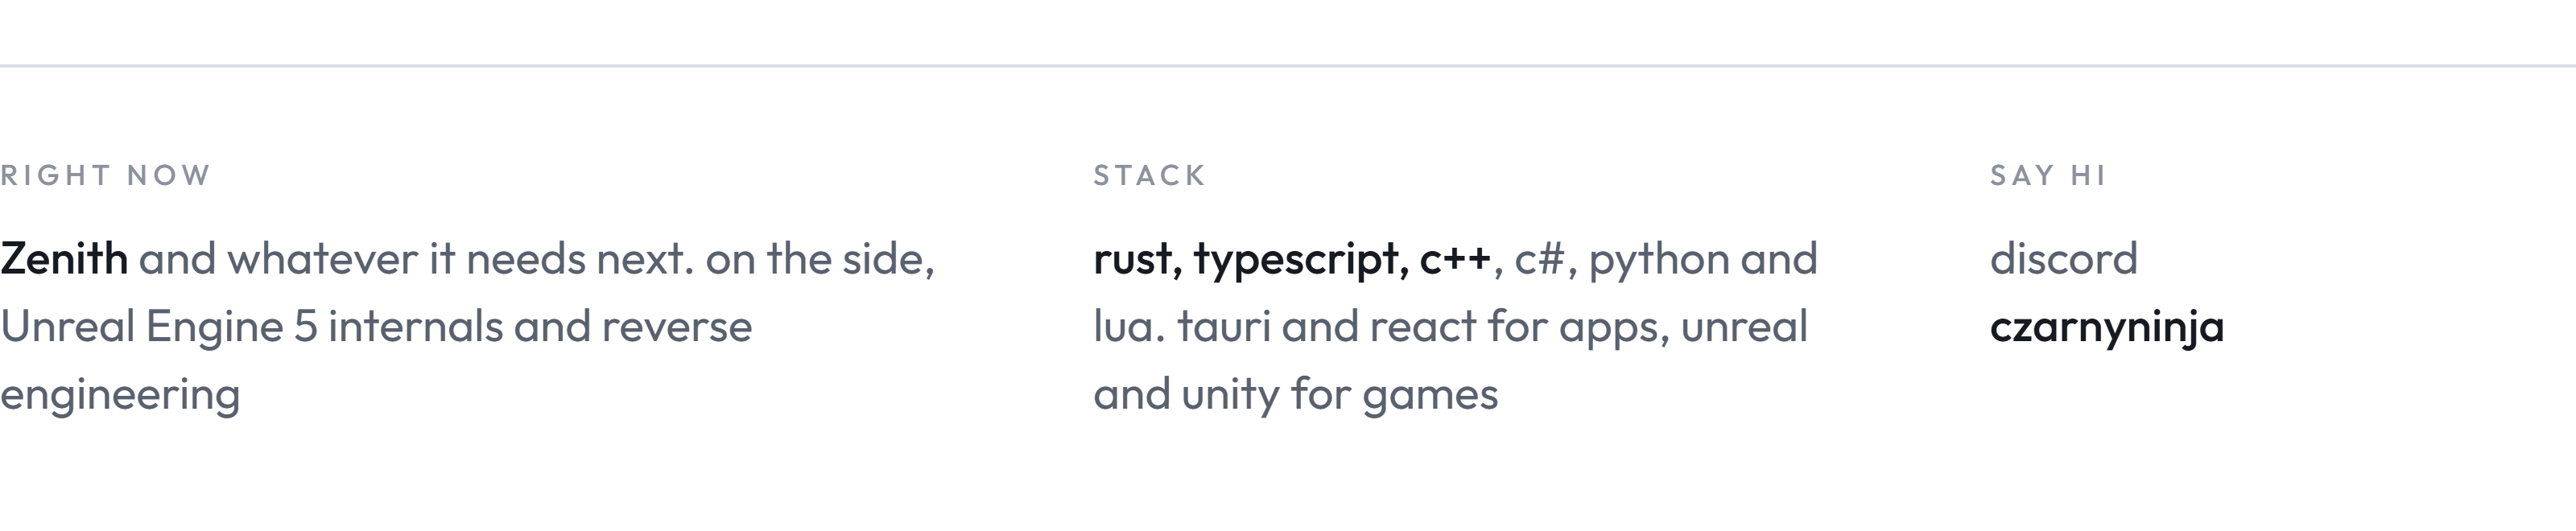 RIGHT NOW
Zenith and whatever it needs next. on the side,
Unreal Engine 5 internals and reverse
engineering
STACK
rust, typescript, c++, c#, python and
lua. tauri and react for apps, unreal
and unity for games
SAY HI
discord
czarnyninja